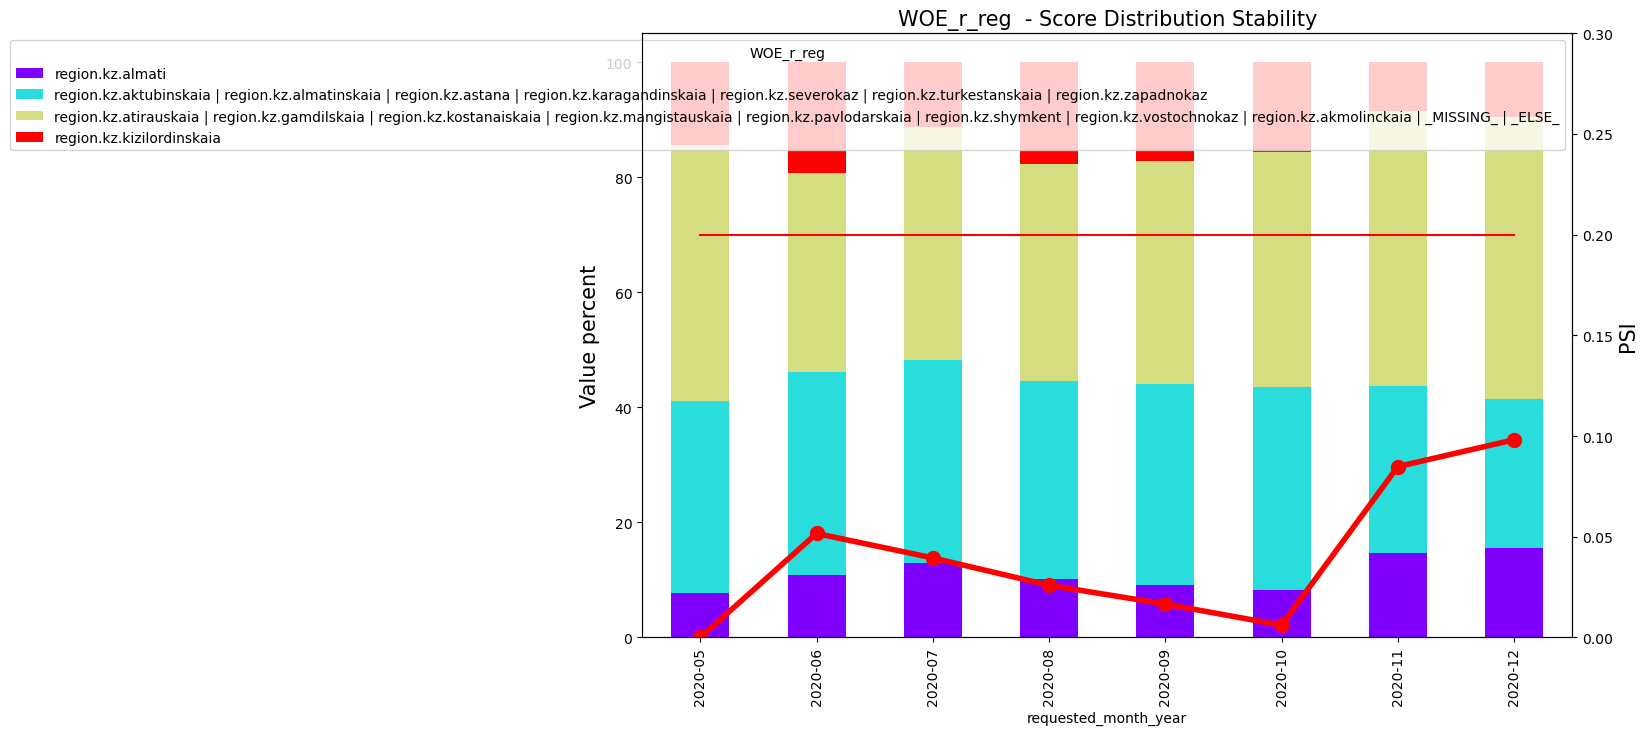 WOE_r_reg - Score Distribution Stability
WOE_r_reg
region.kz.almati
region.kz.aktubinskaia | region.kz.almatinskaia | region.kz.astana | region.kz.karagandinskaia | region.kz.severokaz | region.kz.turkestanskaia | region.kz.zapadnokaz
region.kz.atirauskaia | region.kz.gamdilskaia | region.kz.kostanaiskaia | region.kz.mangistauskaia | region.kz.pavlodarskaia | region.kz.shymkent | region.kz.vostochnokaz | region.kz.akmolinckaia | _MISSING_ | _ELSE_
region.kz.kizilordinskaia
100
80
60
40
20
0
Value percent
0.30
0.25
0.20
0.15
0.10
0.05
0.00
PSI
2020-05
2020-06
2020-07
2020-08
2020-09
2020-10
2020-11
2020-12
requested_month_year